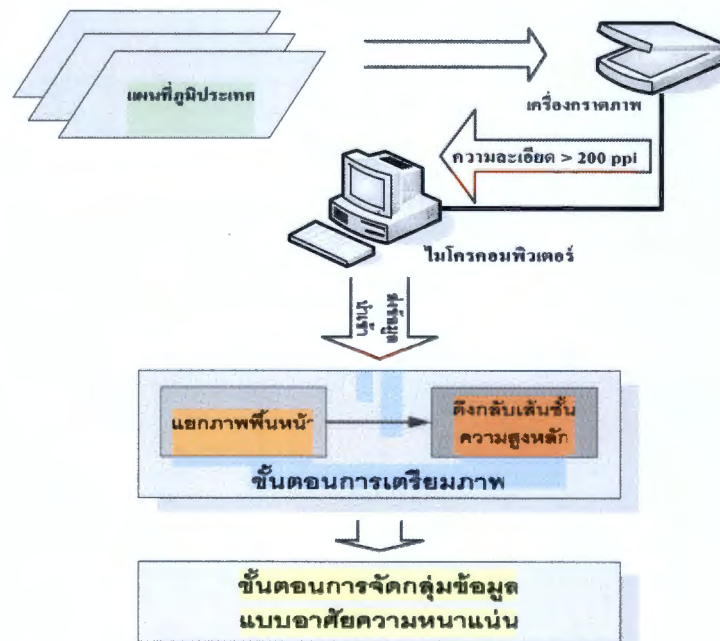 แผนที่ภูมิประเทศ
เครื่องกราดภาพ
ความละเอียด > 200 ppi
ไมโครคอมพิวเตอร์
นำเข้า
ข้อมูล
แยกภาพพื้นหน้า
ดึงกลับเส้นชั้น
ความสูงหลัก
ขั้นตอนการเตรียมภาพ
ขั้นตอนการจัดกลุ่มข้อมูล
แบบอาศัยความหนาแน่น